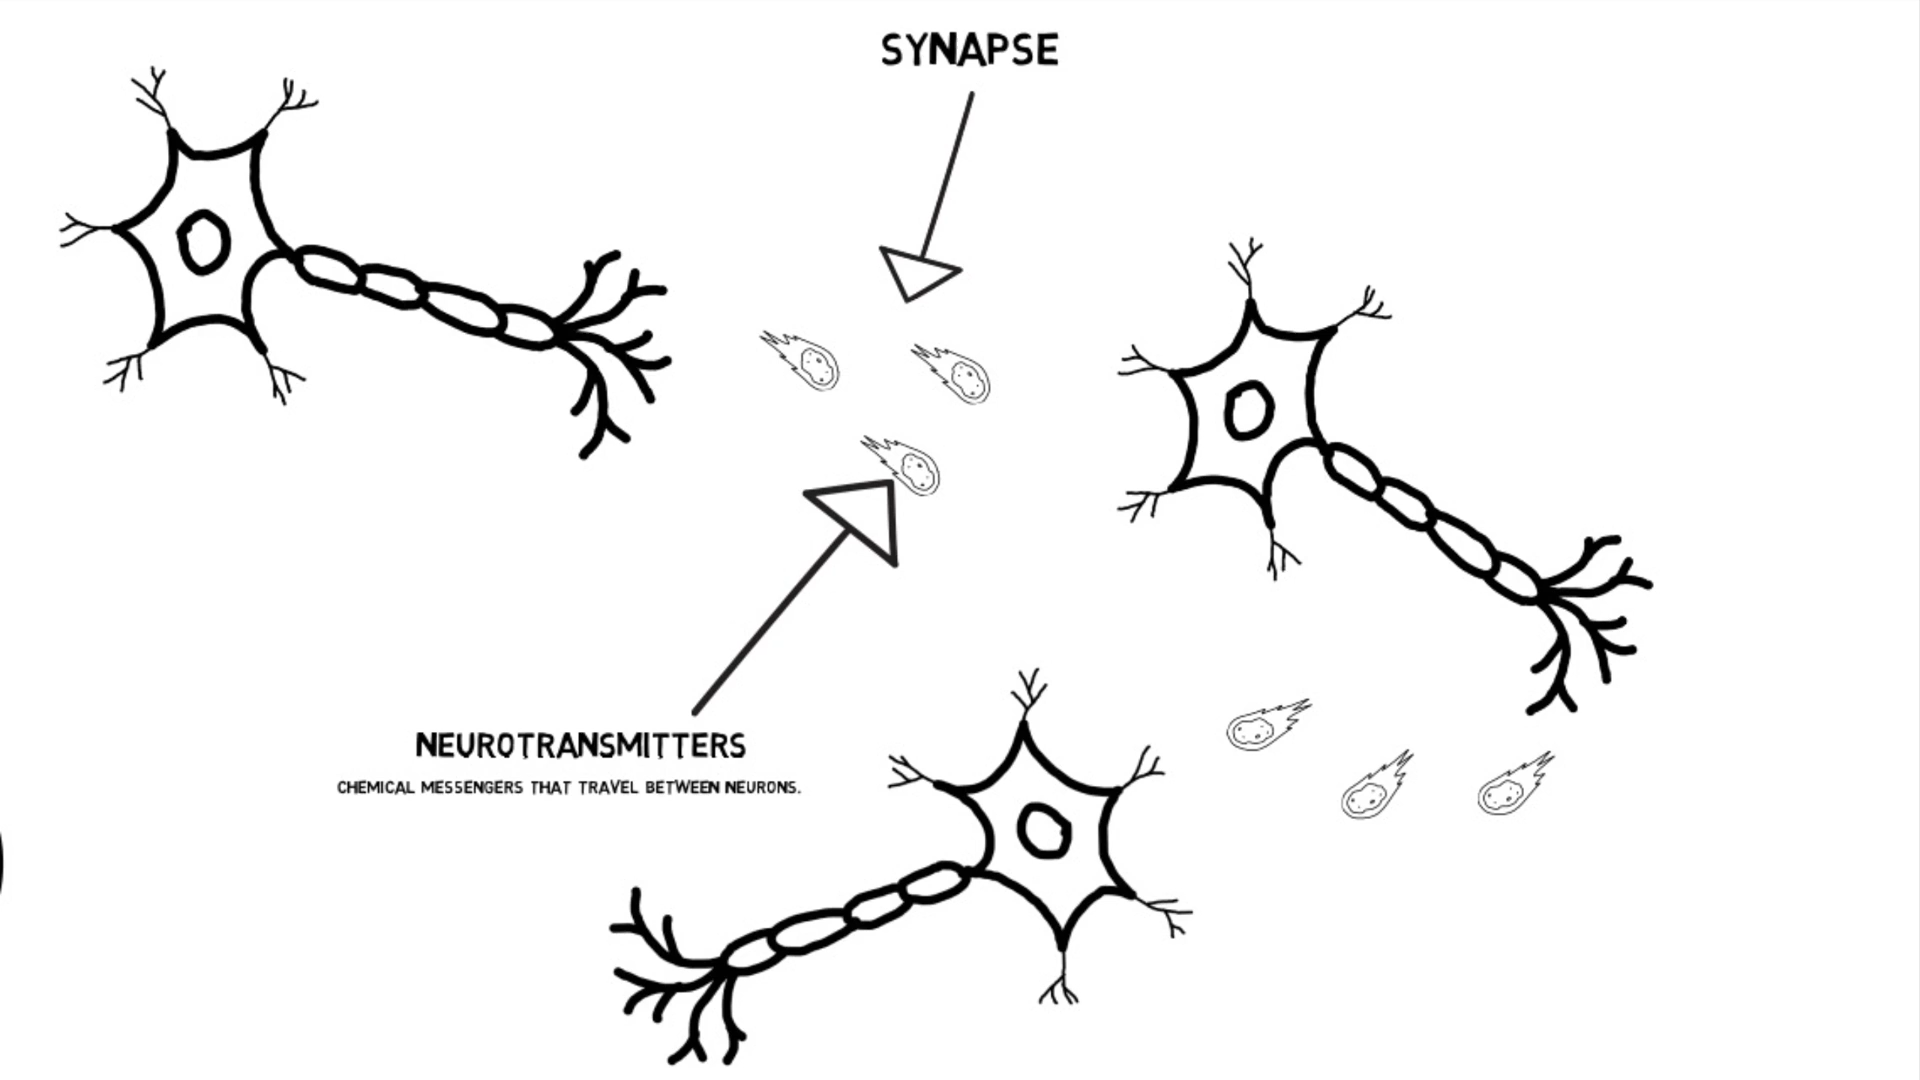 SYNAPSE
NEUROTRANSMITTERS
CHEMICAL MESSENGERS THAT TRAVEL BETWEEN NEURONS.